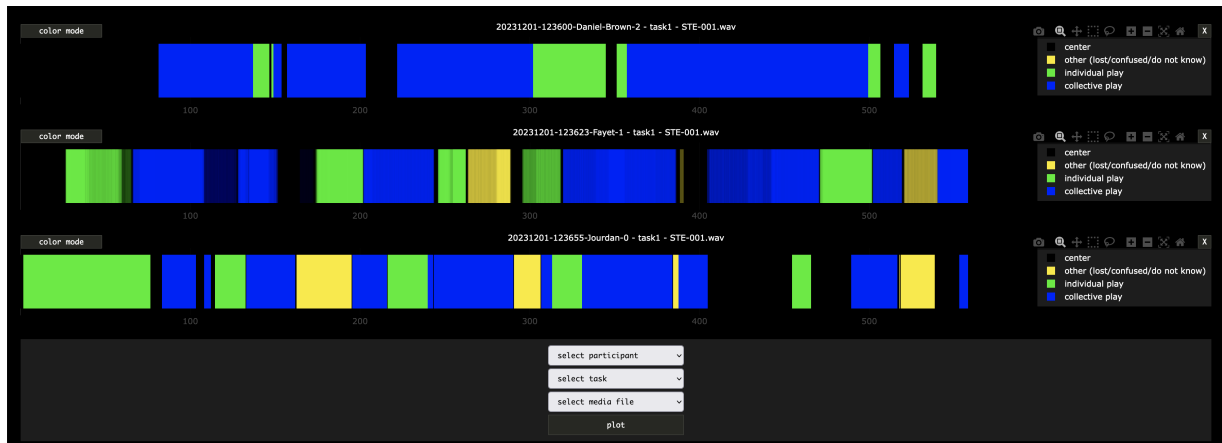 color mode
20231201-123600-Daniel-Brown-2 - task1 - STE-001.wav
X
center
other (lost/confused/do not know)
individual play
collective play
100 200 300 400 500
color mode
20231201-123623-Fayet-1 - task1 - STE-001.wav
X
center
other (lost/confused/do not know)
individual play
collective play
100 200 300 400 500
color mode
20231201-123655-Jourdan-0 - task1 - STE-001.wav
X
center
other (lost/confused/do not know)
individual play
collective play
100 200 300 400 500
select participant
select task
select media file
plot